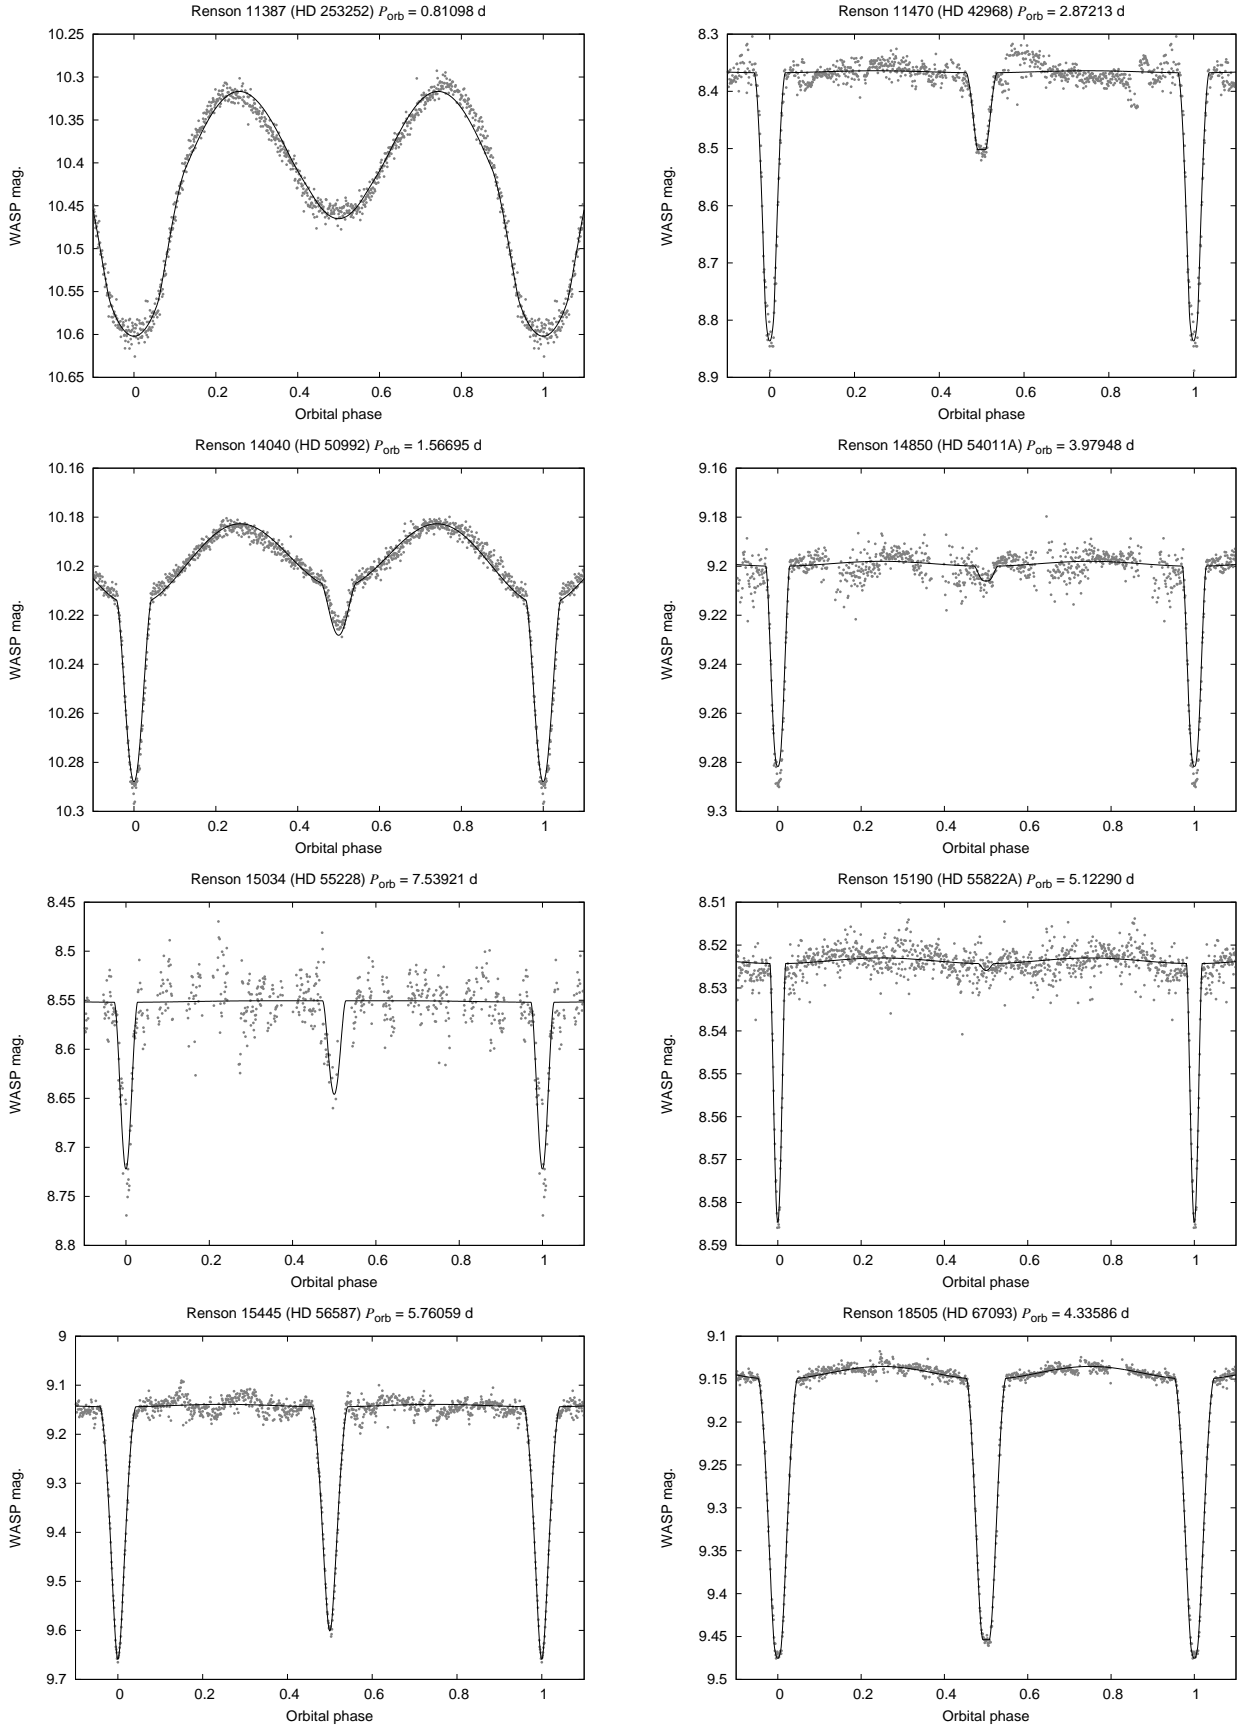 Renson 11387 (HD 253252) Porb = 0.81098 d
10.25
10.3
10.35
10.4
10.45
10.5
10.55
10.6
10.65
WASP mag.
0 0.2 0.4 0.6 0.8 1
Orbital phase
Renson 11470 (HD 42968) Porb = 2.87213 d
8.3
8.4
8.5
8.6
8.7
8.8
8.9
WASP mag.
0 0.2 0.4 0.6 0.8 1
Orbital phase
Renson 14040 (HD 50992) Porb = 1.56695 d
10.16
10.18
10.2
10.22
10.24
10.26
10.28
10.3
WASP mag.
0 0.2 0.4 0.6 0.8 1
Orbital phase
Renson 14850 (HD 54011A) Porb = 3.97948 d
9.16
9.18
9.2
9.22
9.24
9.26
9.28
9.3
WASP mag.
0 0.2 0.4 0.6 0.8 1
Orbital phase
Renson 15034 (HD 55228) Porb = 7.53921 d
8.45
8.5
8.55
8.6
8.65
8.7
8.75
8.8
WASP mag.
0 0.2 0.4 0.6 0.8 1
Orbital phase
Renson 15190 (HD 55822A) Porb = 5.12290 d
8.51
8.52
8.53
8.54
8.55
8.56
8.57
8.58
8.59
WASP mag.
0 0.2 0.4 0.6 0.8 1
Orbital phase
Renson 15445 (HD 56587) Porb = 5.76059 d
9
9.1
9.2
9.3
9.4
9.5
9.6
9.7
WASP mag.
0 0.2 0.4 0.6 0.8 1
Orbital phase
Renson 18505 (HD 67093) Porb = 4.33586 d
9.1
9.15
9.2
9.25
9.3
9.35
9.4
9.45
9.5
WASP mag.
0 0.2 0.4 0.6 0.8 1
Orbital phase